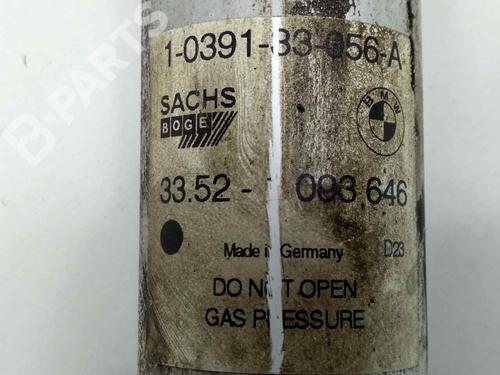 1-0391-33-056-A
SACHS
BOGE
BMW
33.52- 093 646
Made in Germany D23
DO NOT OPEN
GAS PRESSURE
B-PARTS